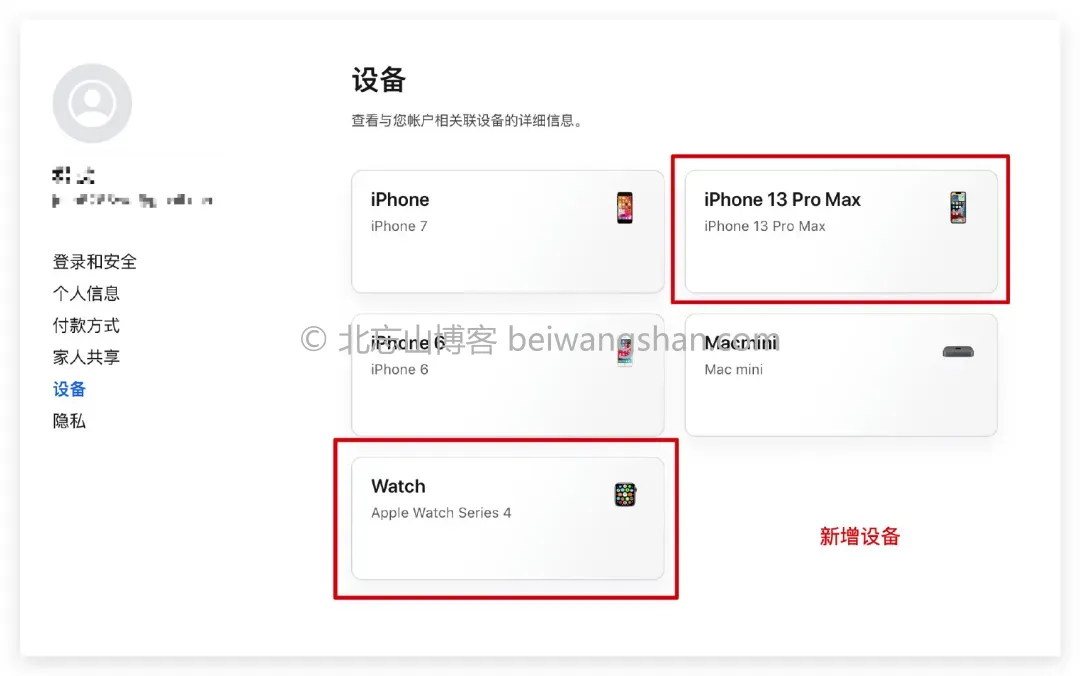 设备
查看与您帐户相关联设备的详细信息。
登录和安全
个人信息
付款方式
家人共享
设备
隐私
iPhone
iPhone 7
iPhone 13 Pro Max
iPhone 13 Pro Max
iPhone 6
iPhone 6
Macmini
Mac mini
© 北忘山博客 beiwangshan.com
Watch
Apple Watch Series 4
新增设备